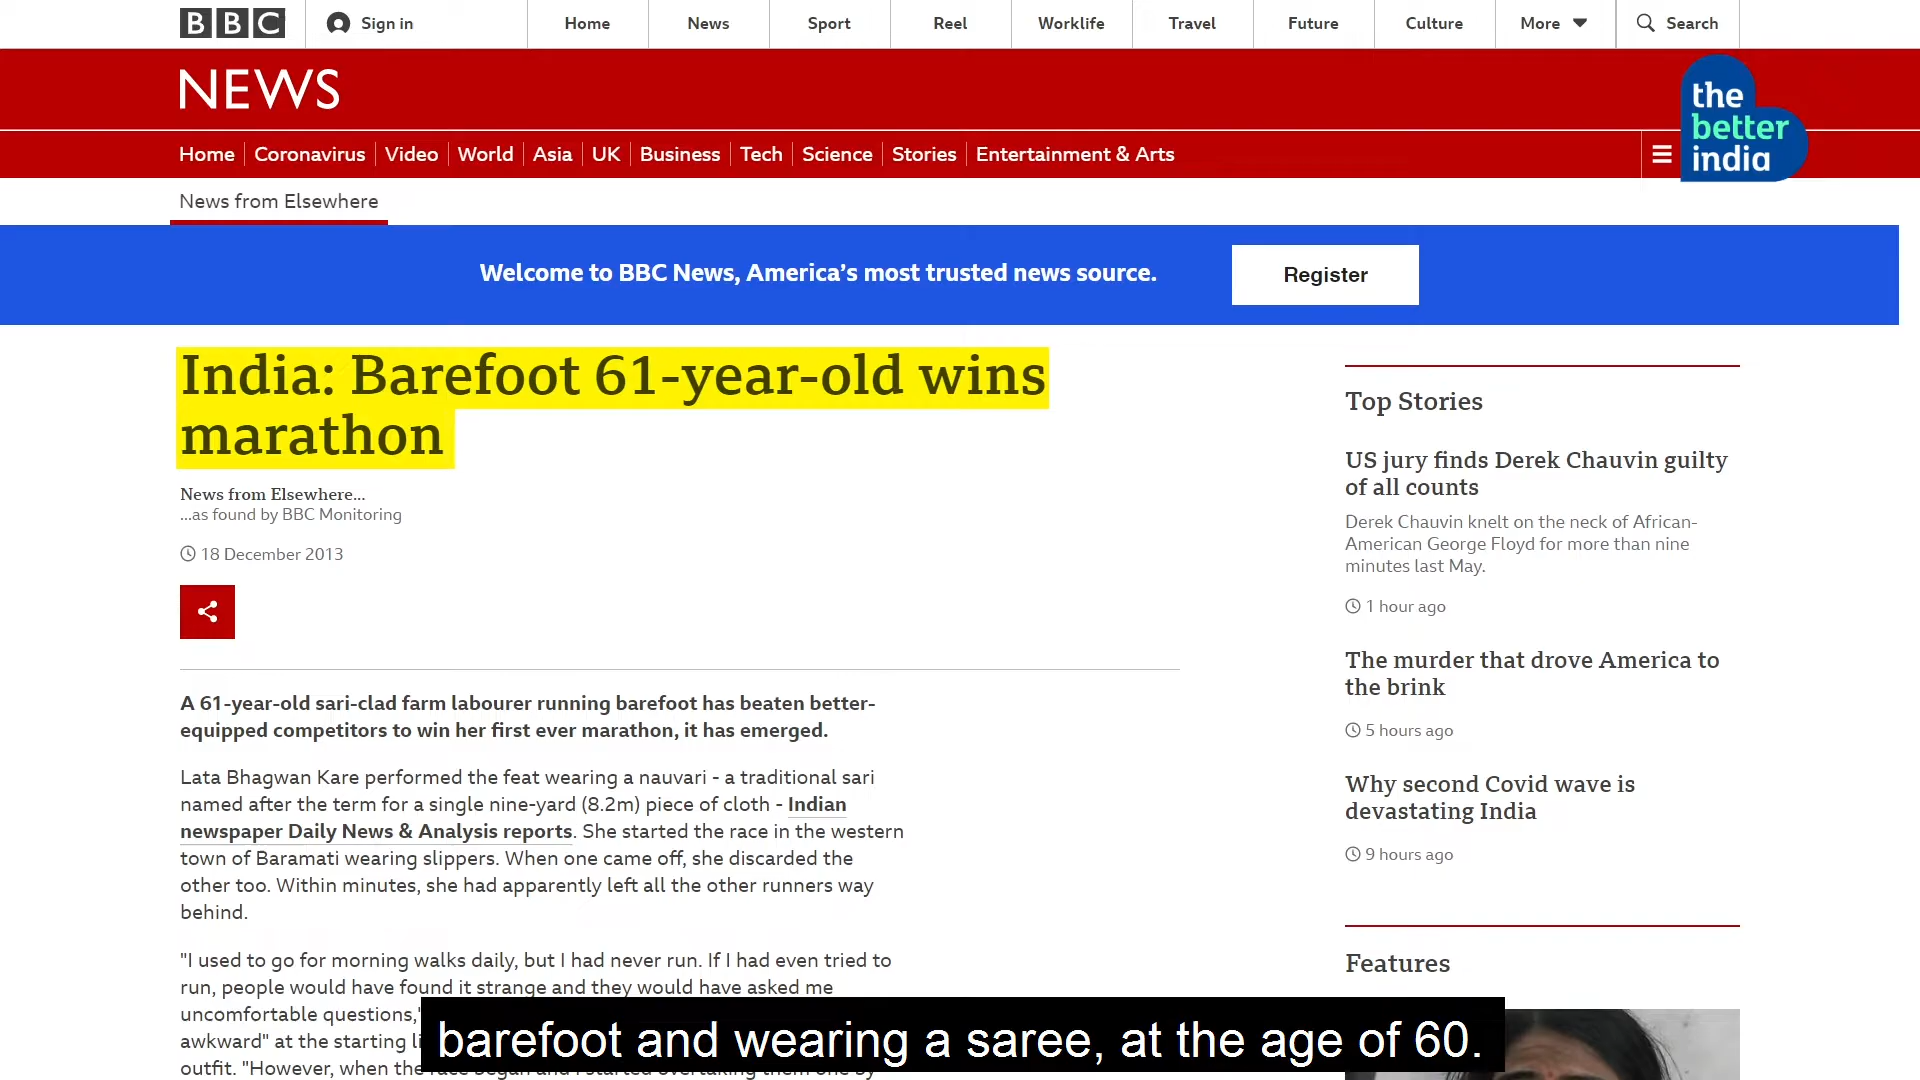 BBC
Sign in
Home
News
Sport
Reel
Worklife
Travel
Future
Culture
More
Search
NEWS
the
better
india
Home
Coronavirus
Video
World
Asia
UK
Business
Tech
Science
Stories
Entertainment & Arts
News from Elsewhere
Welcome to BBC News, America's most trusted news source.
Register
India: Barefoot 61-year-old wins
marathon
News from Elsewhere...
...as found by BBC Monitoring
18 December 2013
A 61-year-old sari-clad farm labourer running barefoot has beaten better-
equipped competitors to win her first ever marathon, it has emerged.
Lata Bhagwan Kare performed the feat wearing a nauvari - a traditional sari
named after the term for a single nine-yard (8.2m) piece of cloth - Indian
newspaper Daily News & Analysis reports. She started the race in the western
town of Baramati wearing slippers. When one came off, she discarded the
other too. Within minutes, she had apparently left all the other runners way
behind.
"I used to go for morning walks daily, but I had never run. If I had even tried to
run, people would have found it strange and they would have asked me
uncomfortable questions,"
awkward" at the starting
outfit. "However, when the
Top Stories
US jury finds Derek Chauvin guilty
of all counts
Derek Chauvin knelt on the neck of African-
American George Floyd for more than nine
minutes last May.
1 hour ago
The murder that drove America to
the brink
5 hours ago
Why second Covid wave is
devastating India
9 hours ago
Features
barefoot and wearing a saree, at the age of 60.